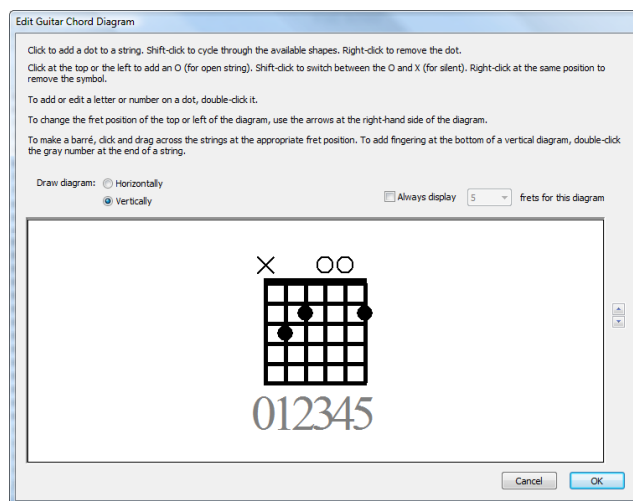 Edit Guitar Chord Diagram
Click to add a dot to a string. Shift-click to cycle through the available shapes. Right-click to remove the dot.
Click at the top or the left to add an O (for open string). Shift-click to switch between the O and X (for silent). Right-click at the same position to
remove the symbol.
To add or edit a letter or number on a dot, double-click it.
To change the fret position of the top or left of the diagram, use the arrows at the right-hand side of the diagram.
To make a barré, click and drag across the strings at the appropriate fret position. To add fingering at the bottom of a vertical diagram, double-click
the gray number at the end of a string.
Draw diagram: Horizontally
Vertically
Always display 5 frets for this diagram
X O O
012345
Cancel OK